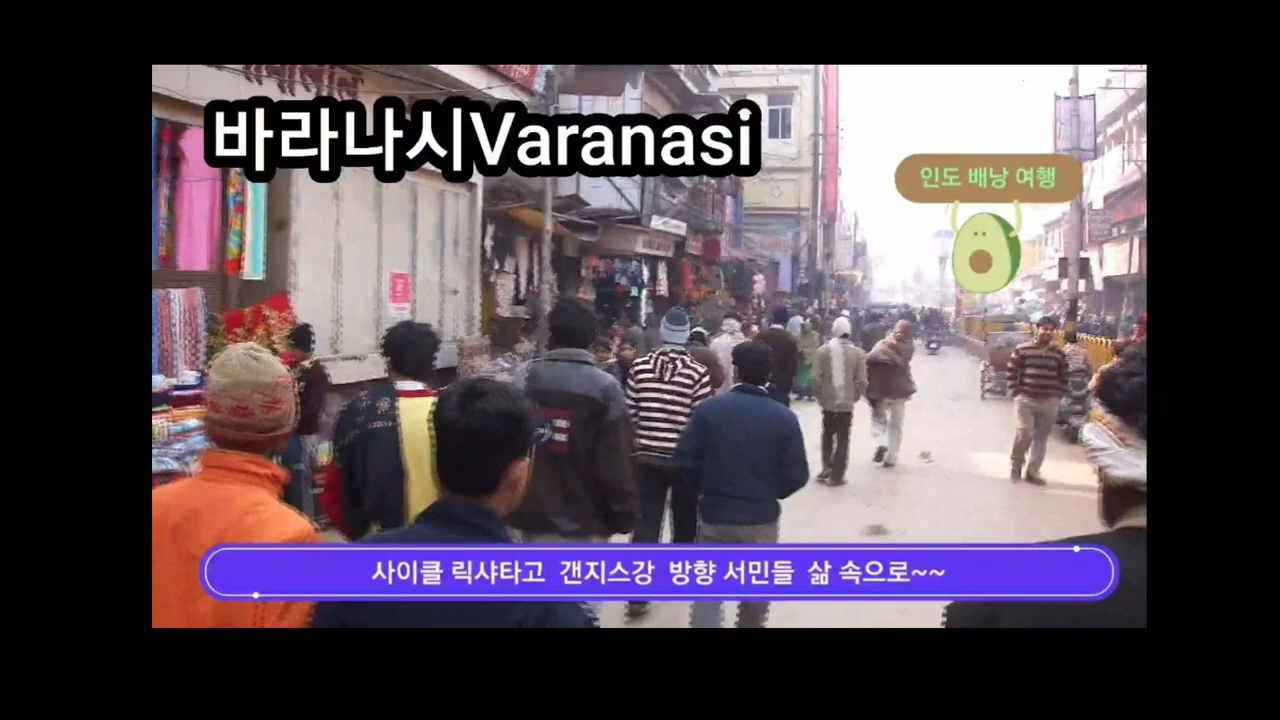 바라나시Varanasi
인도 배낭 여행
사이클 릭샤타고 갠지스강 방향 서민들 삶 속으로~~